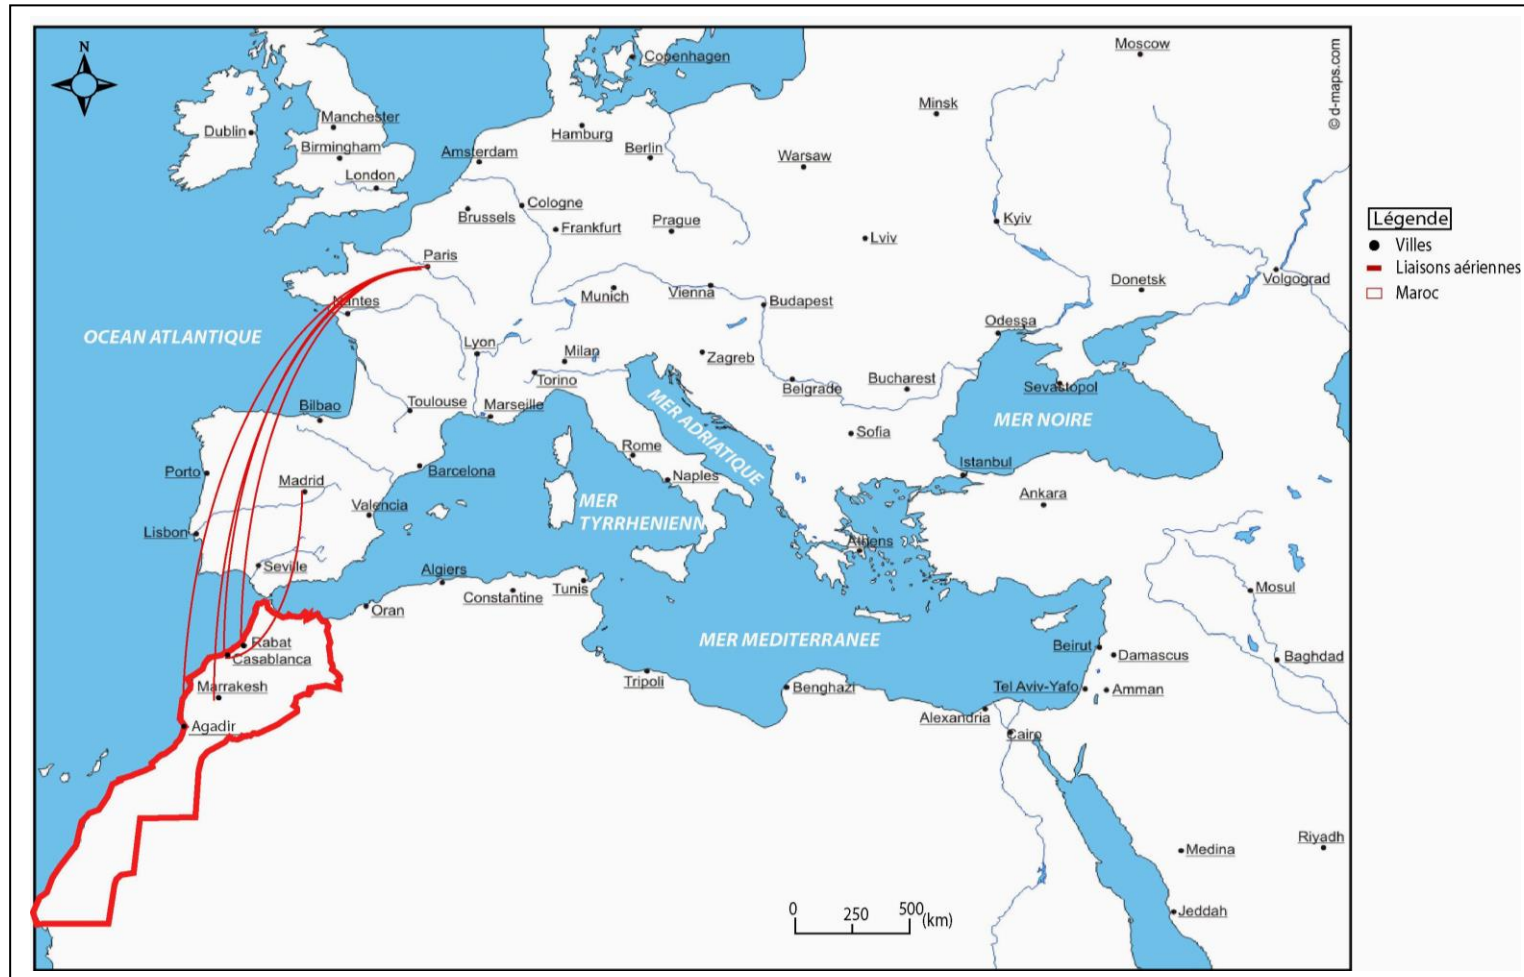 N
Copenhagen
Moscow
© d-maps.com
Minsk
Dublin
Manchester
Hamburg
Birmingham
Amsterdam
Berlin
Warsaw
London
Cologne
Brussels
Frankfurt
Prague
Kyiv
Lviv
Légende
Villes
Liaisons aériennes
Maroc
Paris
Volgograd
Donetsk
Munich
Vienna
Budapest
Nantes
OCEAN ATLANTIQUE
Odessa
Lyon
Milan
Zagreb
Torino
Belgrade
Bucharest
Sevastopol
Bilbao
Toulouse
Marseille
MER ADRIATIQUE
MER NOIRE
Sofia
Rome
Istanbul
Porto
Barcelona
Madrid
Naples
Ankara
Valencia
MER
TYRRHENIENN
Lisbon
Athens
Seville
Algiers
Tunis
Constantine
Mosul
Oran
Rabat
Casablanca
MER MEDITERRANEE
Beirut
Damascus
Baghdad
Marrakesh
Tripoli
Benghazi
Tel Aviv-Yafo
Amman
Agadir
Alexandria
Cairo
Riyadh
Medina
Jeddah
0 250 500 (km)